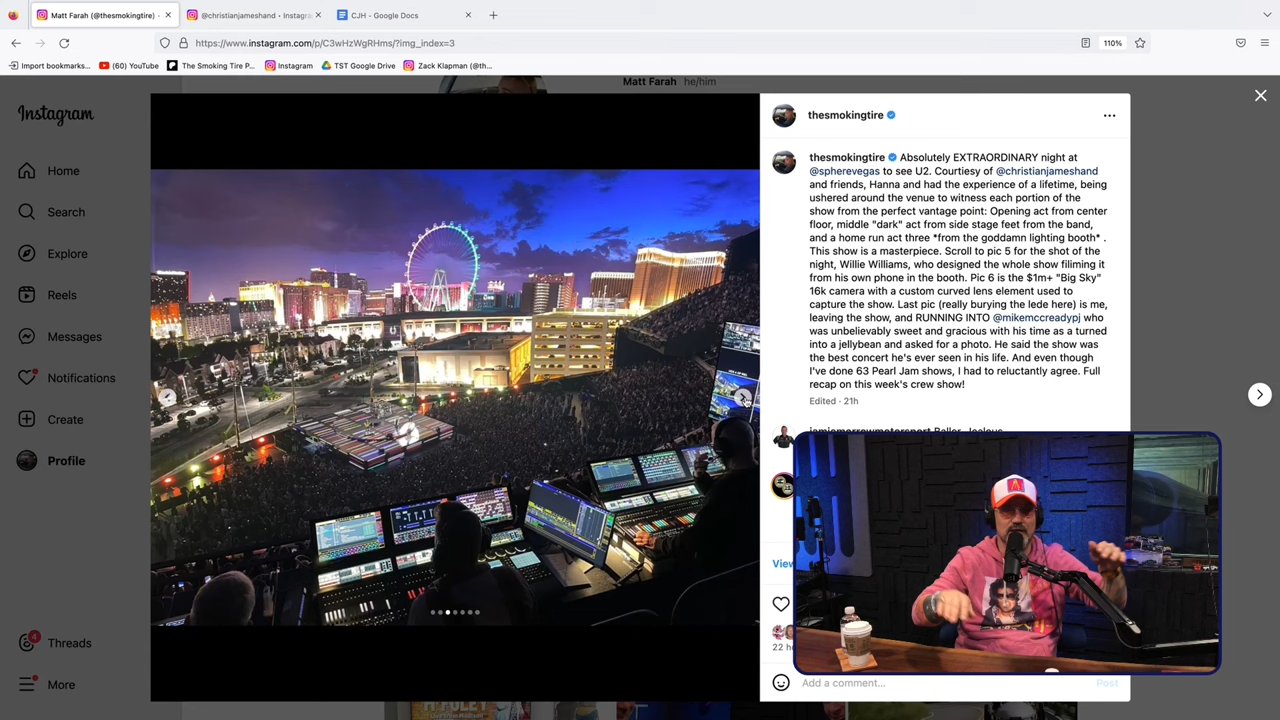 Matt Farah (@thesmokingtire) -
@christianjameshand • Instagra
CJH - Google Docs
https://www.instagram.com/p/C3wHzWgRHms/?img_index=3
110%
Import bookmarks...
(60) YouTube
The Smoking Tire P...
Instagram
TST Google Drive
Zack Klapman (@th...
Matt Farah he/him
Instagram
Home
Search
Explore
Reels
Messages
Notifications
Create
Profile
4
Threads
More
thesmokingtire
thesmokingtire Absolutely EXTRAORDINARY night at
@spherevegas to see U2. Courtesy of @christianjameshand
and friends, Hanna and had the experience of a lifetime, being
ushered around the venue to witness each portion of the
show from the perfect vantage point: Opening act from center
floor, middle "dark" act from side stage feet from the band,
and a home run act three *from the goddamn lighting booth* .
This show is a masterpiece. Scroll to pic 5 for the shot of the
night, Willie Williams, who designed the whole show filiming it
from his own phone in the booth. Pic 6 is the $1m+ "Big Sky"
16k camera with a custom curved lens element used to
capture the show. Last pic (really burying the lede here) is me,
leaving the show, and RUNNING INTO @mikemccreadypj who
was unbelievably sweet and gracious with his time as a turned
into a jellybean and asked for a photo. He said the show was
the best concert he's ever seen in his life. And even though
I've done 63 Pearl Jam shows, I had to reluctantly agree. Full
recap on this week's crew show!
Edited · 21h
jamiemorrowmotorsport Baller. Jealous
View
22 h
Add a comment...
Post